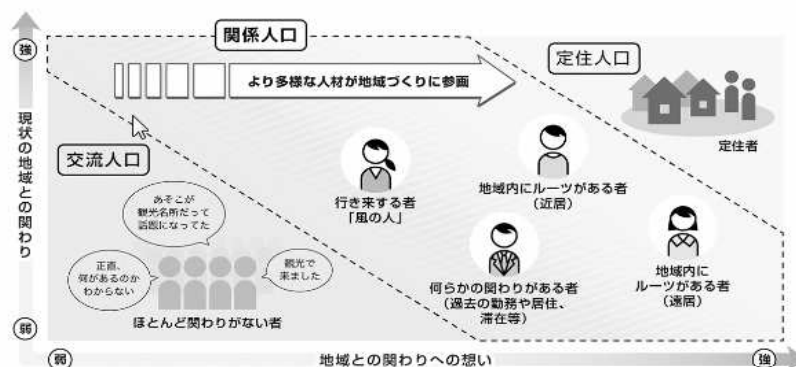 関係人口
定住人口
強
より多様な人材が地域づくりに参画
定住者
現状の地域との関わり
交流人口
あそこが
観光名所だって
話題になってた
正直、
何があるのか
わからない
観光で
来ました
ほとんど関わりがない者
行き来する者
「風の人」
地域内にルーツがある者
(近居)
何らかの関わりがある者
(過去の勤務や居住、
滞在等)
地域内に
ルーツがある者
(遠居)
弱
弱
地域との関わりへの想い
強